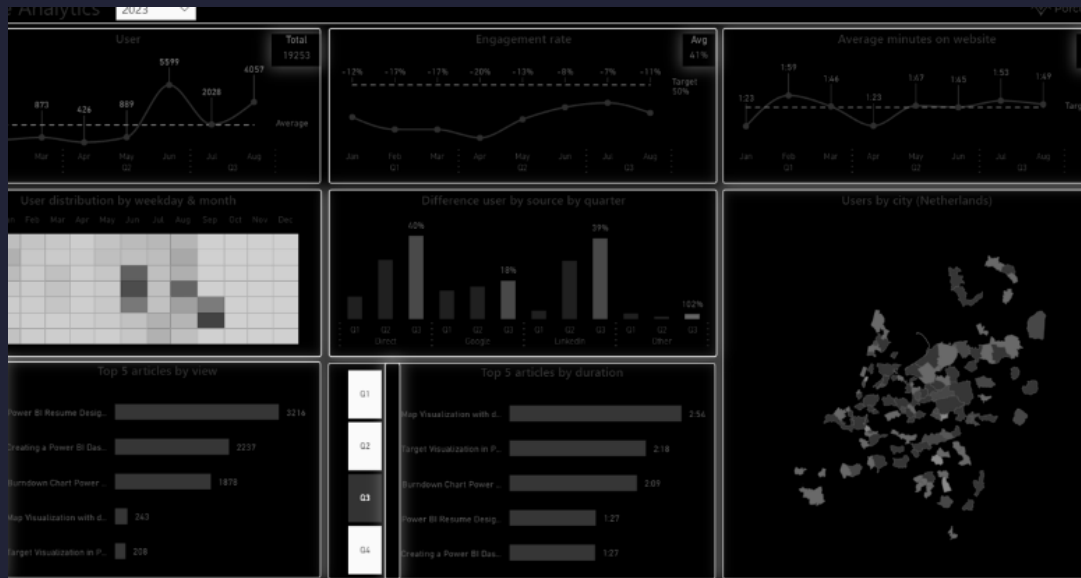 Analytics
2023
User
Total
19253
5599
4057
2028
873
426
889
Average
Mar Apr May Jun Jul Aug
Q2 Q3
Engagement rate
Avg
41%
-12% -17% -17% -20% -13% -8% -7% -11%
Target
50%
Jan Feb Mar Apr May Jun Jul Aug
Q1 Q2 Q3
Average minutes on website
1:23 1:59 1:46 1:23 1:47 1:45 1:53 1:49
Jan Feb Mar Apr May Jun Jul Aug
Q1 Q2 Q3
User distribution by weekday & month
Feb Mar Apr May Jun Jul Aug Sep Oct Nov Dec
Difference user by source by quarter
40% 18% 39% 102%
Q1 Q2 Q3 Q1 Q2 Q3 Q1 Q2 Q3 Q1 Q2 Q3
Direct Google LinkedIn Other
Users by city (Netherlands)
Top 5 articles by view
Power BI Resume Desig.. 3216
Creating a Power BI Das.. 2237
Burndown Chart Power .. 1878
Map Visualization with d.. 243
Target Visualization in P.. 208
Q1
Q2
Q3
Q4
Top 5 articles by duration
Map Visualization with d.. 2:54
Target Visualization in P.. 2:18
Burndown Chart Power .. 2:09
Power BI Resume Desig.. 1:27
Creating a Power BI Das.. 1:27